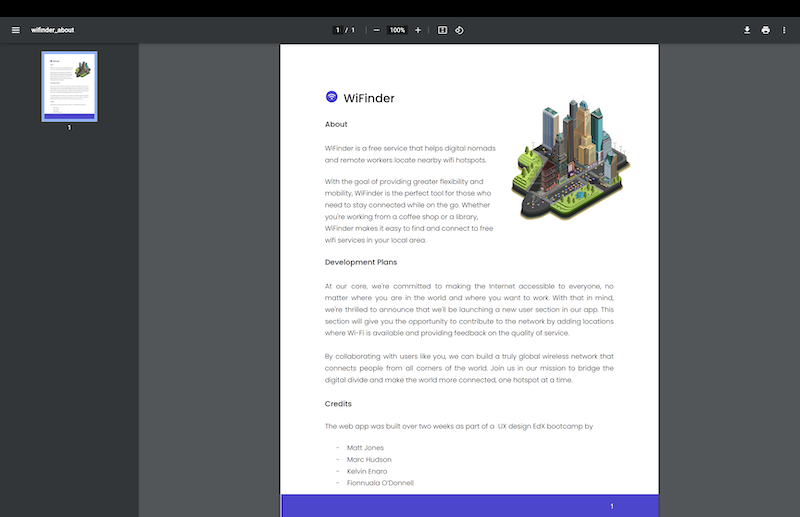 wifinder_about
1 / 1
100%
1
WiFinder
About
WiFinder is a free service that helps digital nomads
and remote workers locate nearby wifi hotspots.
With the goal of providing greater flexibility and
mobility, WiFinder is the perfect tool for those who
need to stay connected while on the go. Whether
you're working from a coffee shop or a library,
WiFinder makes it easy to find and connect to free
wifi services in your local area.
Development Plans
At our core, we're committed to making the Internet accessible to everyone, no
matter where you are in the world and where you want to work. With that in mind,
we're thrilled to announce that we'll be launching a new user section in our app. This
section will give you the opportunity to contribute to the network by adding locations
where Wi-Fi is available and providing feedback on the quality of service.
By collaborating with users like you, we can build a truly global wireless network that
connects people from all corners of the world. Join us in our mission to bridge the
digital divide and make the world more connected, one hotspot at a time.
Credits
The web app was built over two weeks as part of a UX design EdX bootcamp by
- Matt Jones
- Marc Hudson
- Kelvin Enaro
- Fionnuala O'Donnell
1